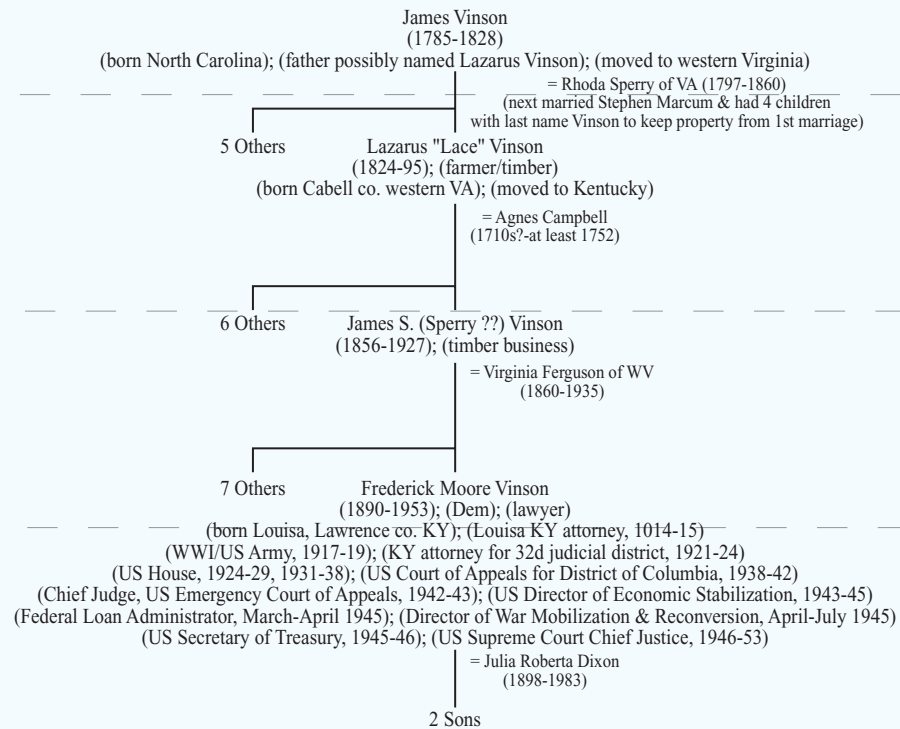 James Vinson
(1785-1828)
(born North Carolina); (father possibly named Lazarus Vinson); (moved to western Virginia)
= Rhoda Sperry of VA (1797-1860)
(next married Stephen Marcum & had 4 children
with last name Vinson to keep property from 1st marriage)
5 Others
Lazarus "Lace" Vinson
(1824-95); (farmer/timber)
(born Cabell co. western VA); (moved to Kentucky)
= Agnes Campbell
(1710s?-at least 1752)
6 Others
James S. (Sperry ??) Vinson
(1856-1927); (timber business)
= Virginia Ferguson of WV
(1860-1935)
7 Others
Frederick Moore Vinson
(1890-1953); (Dem); (lawyer)
(born Louisa, Lawrence co. KY); (Louisa KY attorney, 1014-15)
(WWI/US Army, 1917-19); (KY attorney for 32d judicial district, 1921-24)
(US House, 1924-29, 1931-38); (US Court of Appeals for District of Columbia, 1938-42)
(Chief Judge, US Emergency Court of Appeals, 1942-43); (US Director of Economic Stabilization, 1943-45)
(Federal Loan Administrator, March-April 1945); (Director of War Mobilization & Reconversion, April-July 1945)
(US Secretary of Treasury, 1945-46); (US Supreme Court Chief Justice, 1946-53)
= Julia Roberta Dixon
(1898-1983)
2 Sons